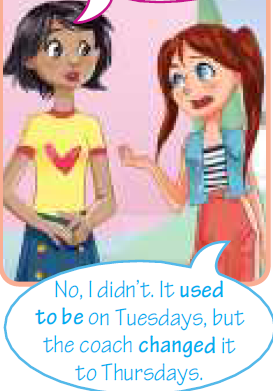 No, I didn't. It used
to be on Tuesdays, but
the coach changed it
to Thursdays.